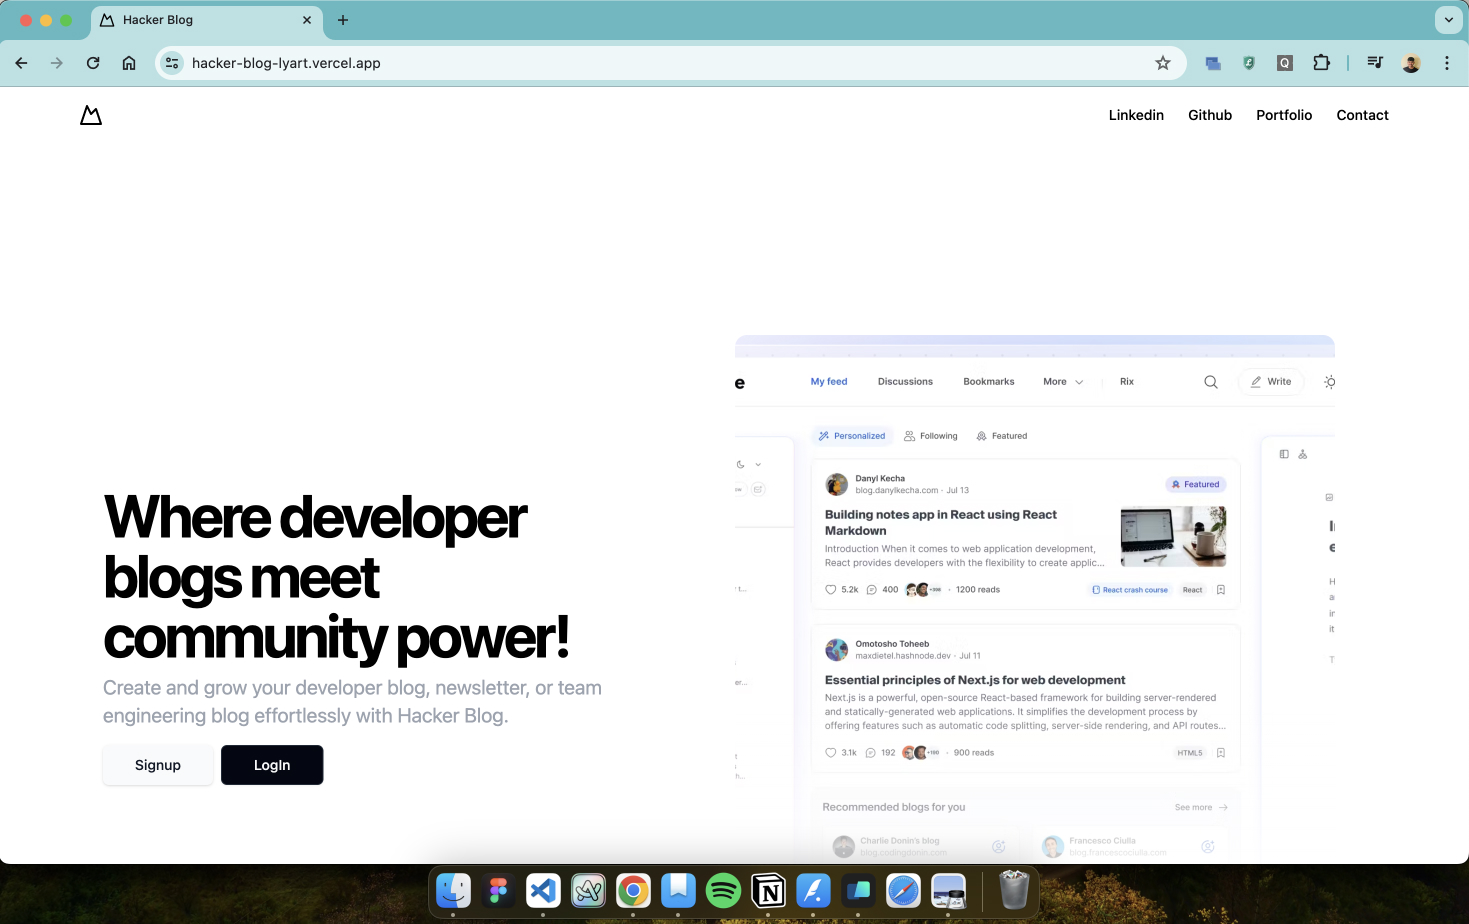 Hacker Blog
hacker-blog-lyart.vercel.app
Q
Linkedin Github Portfolio Contact
Where developer
blogs meet
community power!
Create and grow your developer blog, newsletter, or team
engineering blog effortlessly with Hacker Blog.
Signup LogIn
e My feed Discussions Bookmarks More Rix Write
Personalized Following Featured
Danyl Kecha
blog.danylkecha.com · Jul 13
Featured
Building notes app in React using React
Markdown
Introduction When it comes to web application development,
React provides developers with the flexibility to create applic...
5.2k 400 · 1200 reads React crash course React
Omotosho Toheeb
maxdietel.hashnode.dev · Jul 11
Essential principles of Next.js for web development
Next.js is a powerful, open-source React-based framework for building server-rendered
and statically-generated web applications. It simplifies the development process by
offering features such as automatic code splitting, server-side rendering, and API routes...
3.1k 192 · 900 reads HTML5
Recommended blogs for you See more
Charlie Donin's blog
blog.codingdonin.com
Francesco Ciulla
blog.francescociulla.com